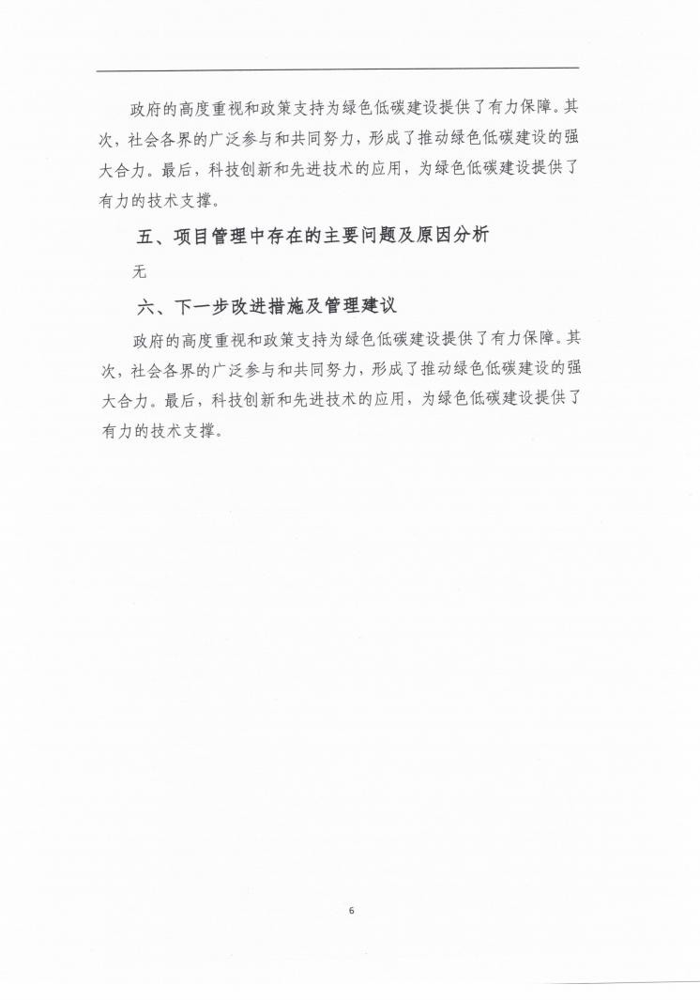 政府的高度重视和政策支持为绿色低碳建设提供了有力保障。其
次，社会各界的广泛参与和共同努力，形成了推动绿色低碳建设的强
大合力。最后，科技创新和先进技术的应用，为绿色低碳建设提供了
有力的技术支撑。
五、项目管理中存在的主要问题及原因分析
无
六、下一步改进措施及管理建议
政府的高度重视和政策支持为绿色低碳建设提供了有力保障。其
次，社会各界的广泛参与和共同努力，形成了推动绿色低碳建设的强
大合力。最后，科技创新和先进技术的应用，为绿色低碳建设提供了
有力的技术支撑。
6